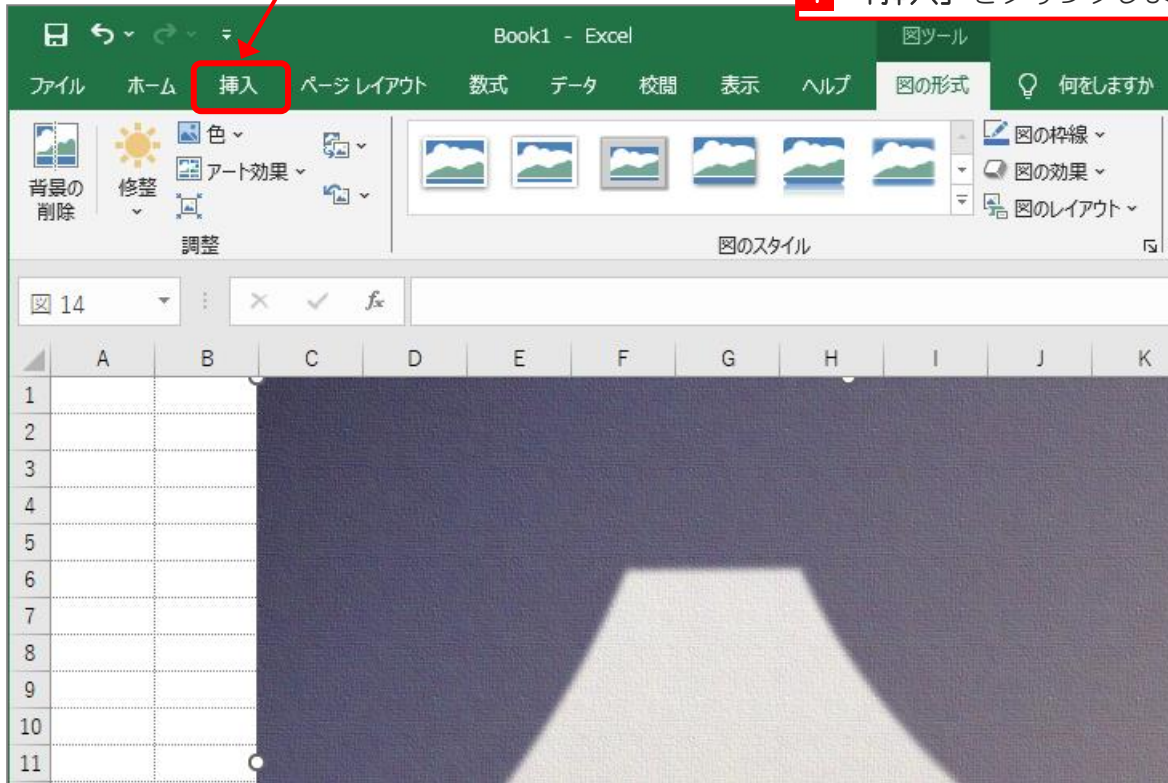 Book1 - Excel
図ツール
ファイル ホーム 挿入 ページ レイアウト 数式 データ 校閲 表示 ヘルプ 図の形式 何をしますか
背景の削除
修整
色
アート効果
調整
図のスタイル
図の枠線
図の効果
図のレイアウト
図 14
fx
A B C D E F G H I J K
1
2
3
4
5
6
7
8
9
10
11